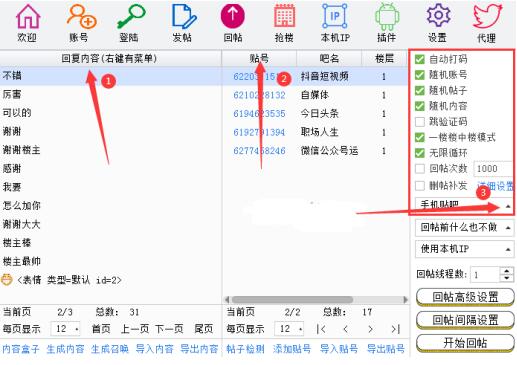 欢迎 账号 登陆 发帖 回帖 抢楼 本机IP 插件 设置 代理
IP
回复内容(右键有菜单)
1
不错
厉害
可以的
谢谢
谢谢楼主
感谢
我要
怎么加你
谢谢大大
楼主棒
楼主最帅
<表情 类型=默认 id=2>
当前页 2/3 总数: 31
每页显示 12 首页 上一页 下一页 尾页
内容盒子 生成内容 生成召唤 导入内容 导出内容
贴号 吧名 楼层
2
抖音短视频 1
自媒体 1
今日头条 1
职场人生 1
微信公众号运 1
当前页 2/2 总数: 17
每页显示 12 |< < > >|
帖子检测 添加贴号 导入贴号 导出贴号
自动打码
随机账号
随机帖子
随机内容
跳验证码
一楼楼中楼模式
无限循环
回帖次数 1000
删帖补发 详细设置
3
手机贴吧
回帖前什么也不做
使用本机IP
回帖线程数: 1
回帖高级设置
回帖间隔设置
开始回帖